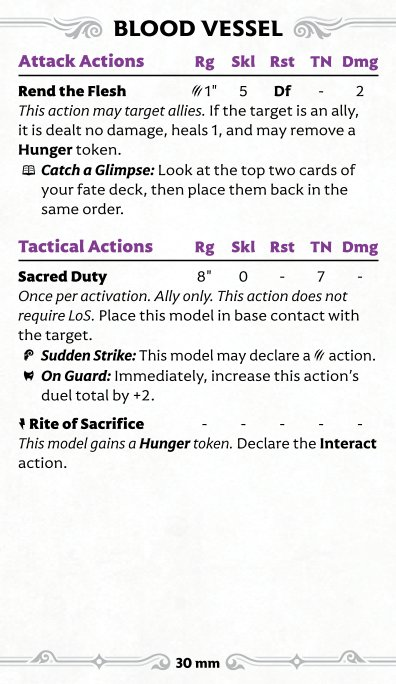 BLOOD VESSEL
Attack Actions Rg Skl Rst TN Dmg
Rend the Flesh 1" 5 Df - 2
This action may target allies. If the target is an ally,
it is dealt no damage, heals 1, and may remove a
Hunger token.
Catch a Glimpse: Look at the top two cards of
your fate deck, then place them back in the
same order.
Tactical Actions Rg Skl Rst TN Dmg
Sacred Duty 8" 0 - 7 -
Once per activation. Ally only. This action does not
require LoS. Place this model in base contact with
the target.
Sudden Strike: This model may declare a action.
On Guard: Immediately, increase this action's
duel total by +2.
Rite of Sacrifice - - - - -
This model gains a Hunger token. Declare the Interact
action.
30 mm